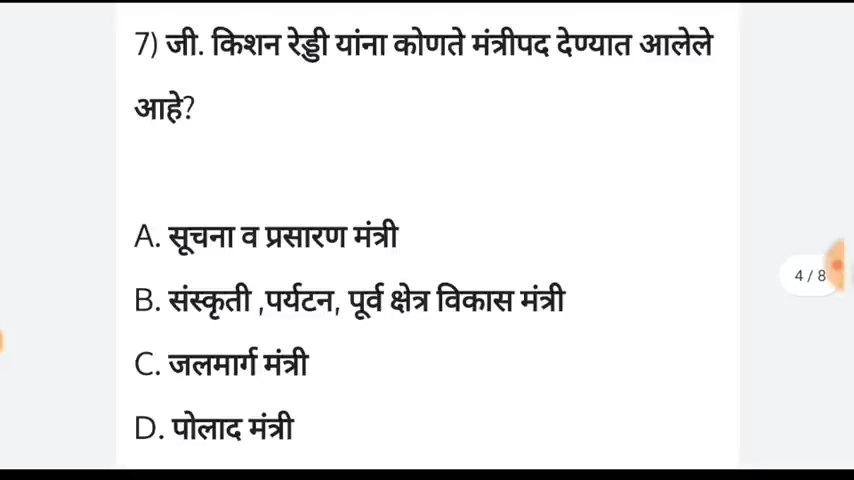 7) जी. किशन रेड्डी यांना कोणते मंत्रीपद देण्यात आलेले
आहे?
A. सूचना व प्रसारण मंत्री
4 / 8
B. संस्कृती ,पर्यटन, पूर्व क्षेत्र विकास मंत्री
C. जलमार्ग मंत्री
D. पोलाद मंत्री